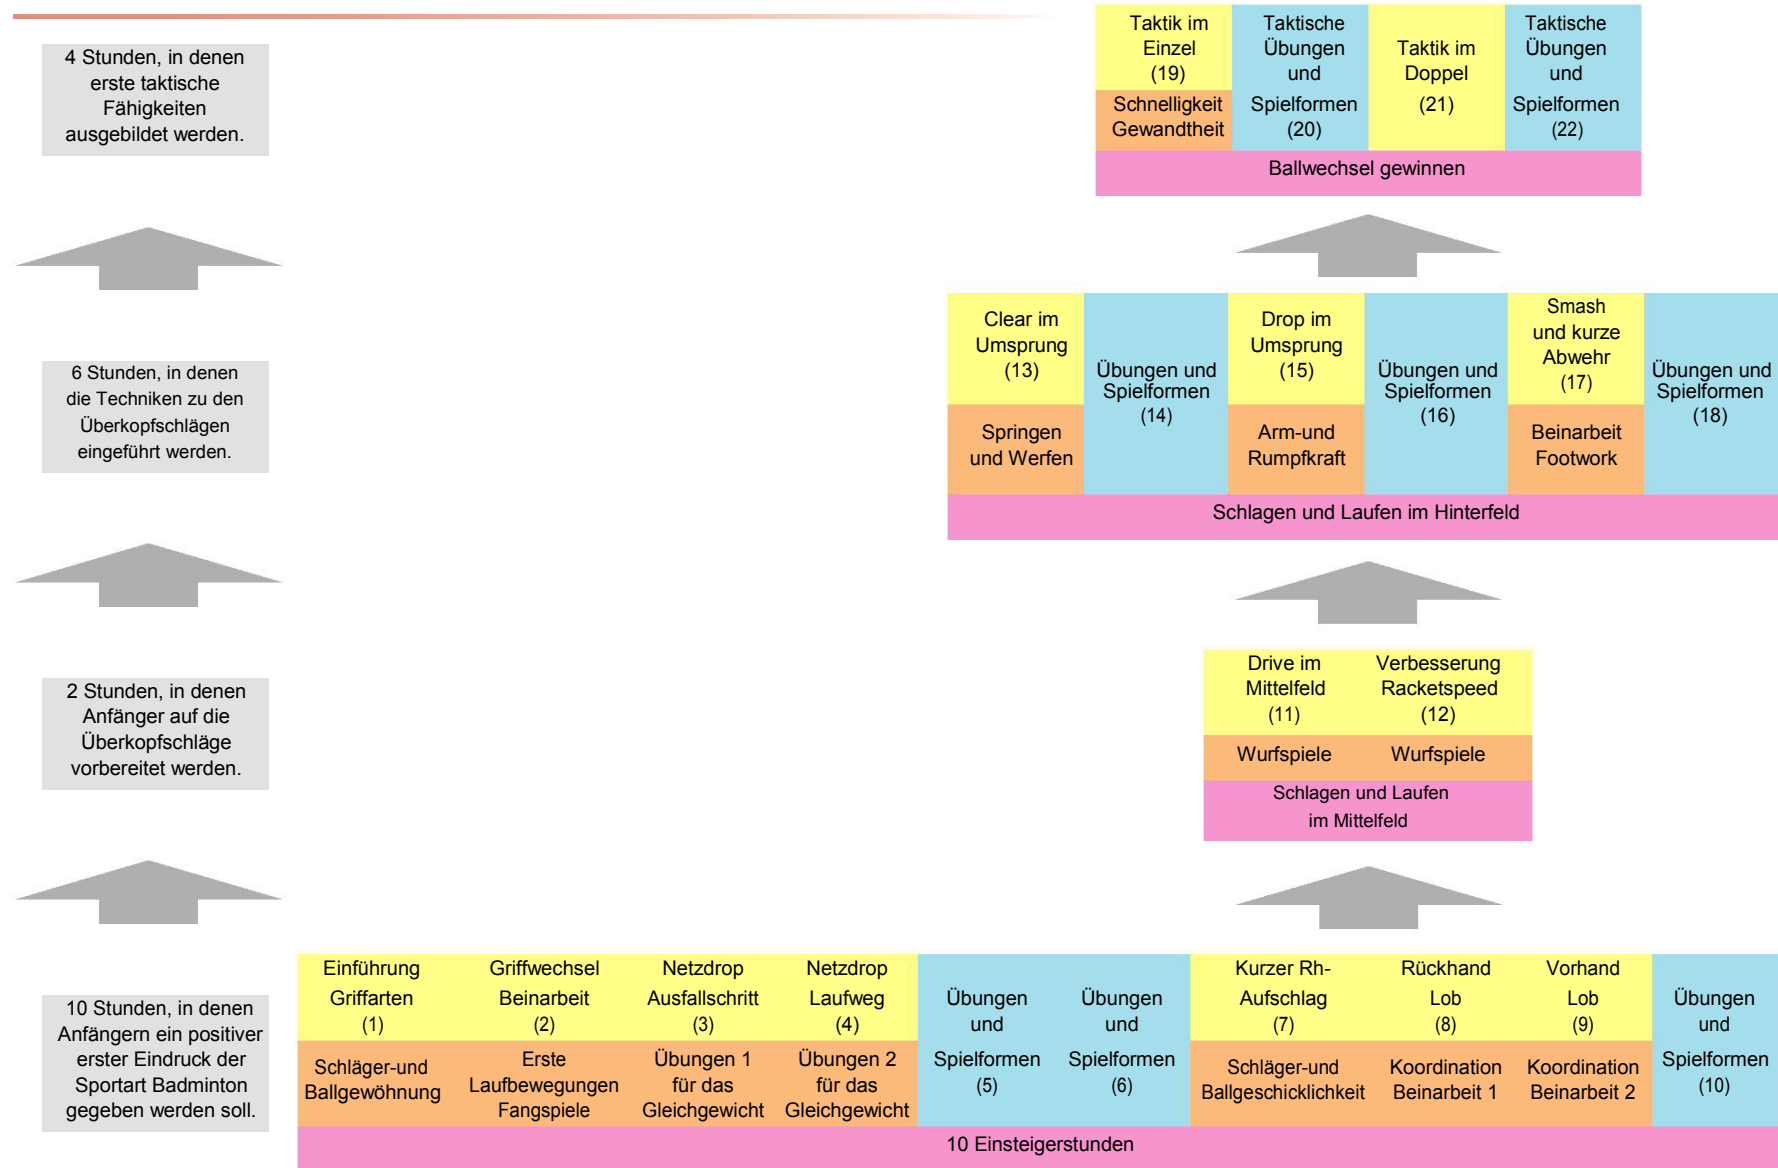 4 Stunden, in denen
erste taktische
Fähigkeiten
ausgebildet werden.
Taktik im
Einzel
(19)
Schnelligkeit
Gewandtheit
Taktische
Übungen
und
Spielformen
(20)
Taktik im
Doppel
(21)
Taktische
Übungen
und
Spielformen
(22)
Ballwechsel gewinnen
6 Stunden, in denen
die Techniken zu den
Überkopfschlägen
eingeführt werden.
Clear im
Umsprung
(13)
Springen
und Werfen
Übungen und
Spielformen
(14)
Drop im
Umsprung
(15)
Arm-und
Rumpfkraft
Übungen und
Spielformen
(16)
Smash
und kurze
Abwehr
(17)
Beinarbeit
Footwork
Übungen und
Spielformen
(18)
Schlagen und Laufen im Hinterfeld
2 Stunden, in denen
Anfänger auf die
Überkopfschläge
vorbereitet werden.
Drive im
Mittelfeld
(11)
Wurfspiele
Verbesserung
Racketspeed
(12)
Wurfspiele
Schlagen und Laufen
im Mittelfeld
10 Stunden, in denen
Anfängern ein positiver
erster Eindruck der
Sportart Badminton
gegeben werden soll.
Einführung
Griffarten
(1)
Schläger-und
Ballgewöhnung
Griffwechsel
Beinarbeit
(2)
Erste
Laufbewegungen
Fangspiele
Netzdrop
Ausfallschritt
(3)
Übungen 1
für das
Gleichgewicht
Netzdrop
Laufweg
(4)
Übungen 2
für das
Gleichgewicht
Übungen
und
Spielformen
(5)
Übungen
und
Spielformen
(6)
Kurzer Rh-
Aufschlag
(7)
Schläger-und
Ballgeschicklichkeit
Rückhand
Lob
(8)
Koordination
Beinarbeit 1
Vorhand
Lob
(9)
Koordination
Beinarbeit 2
Übungen
und
Spielformen
(10)
10 Einsteigerstunden